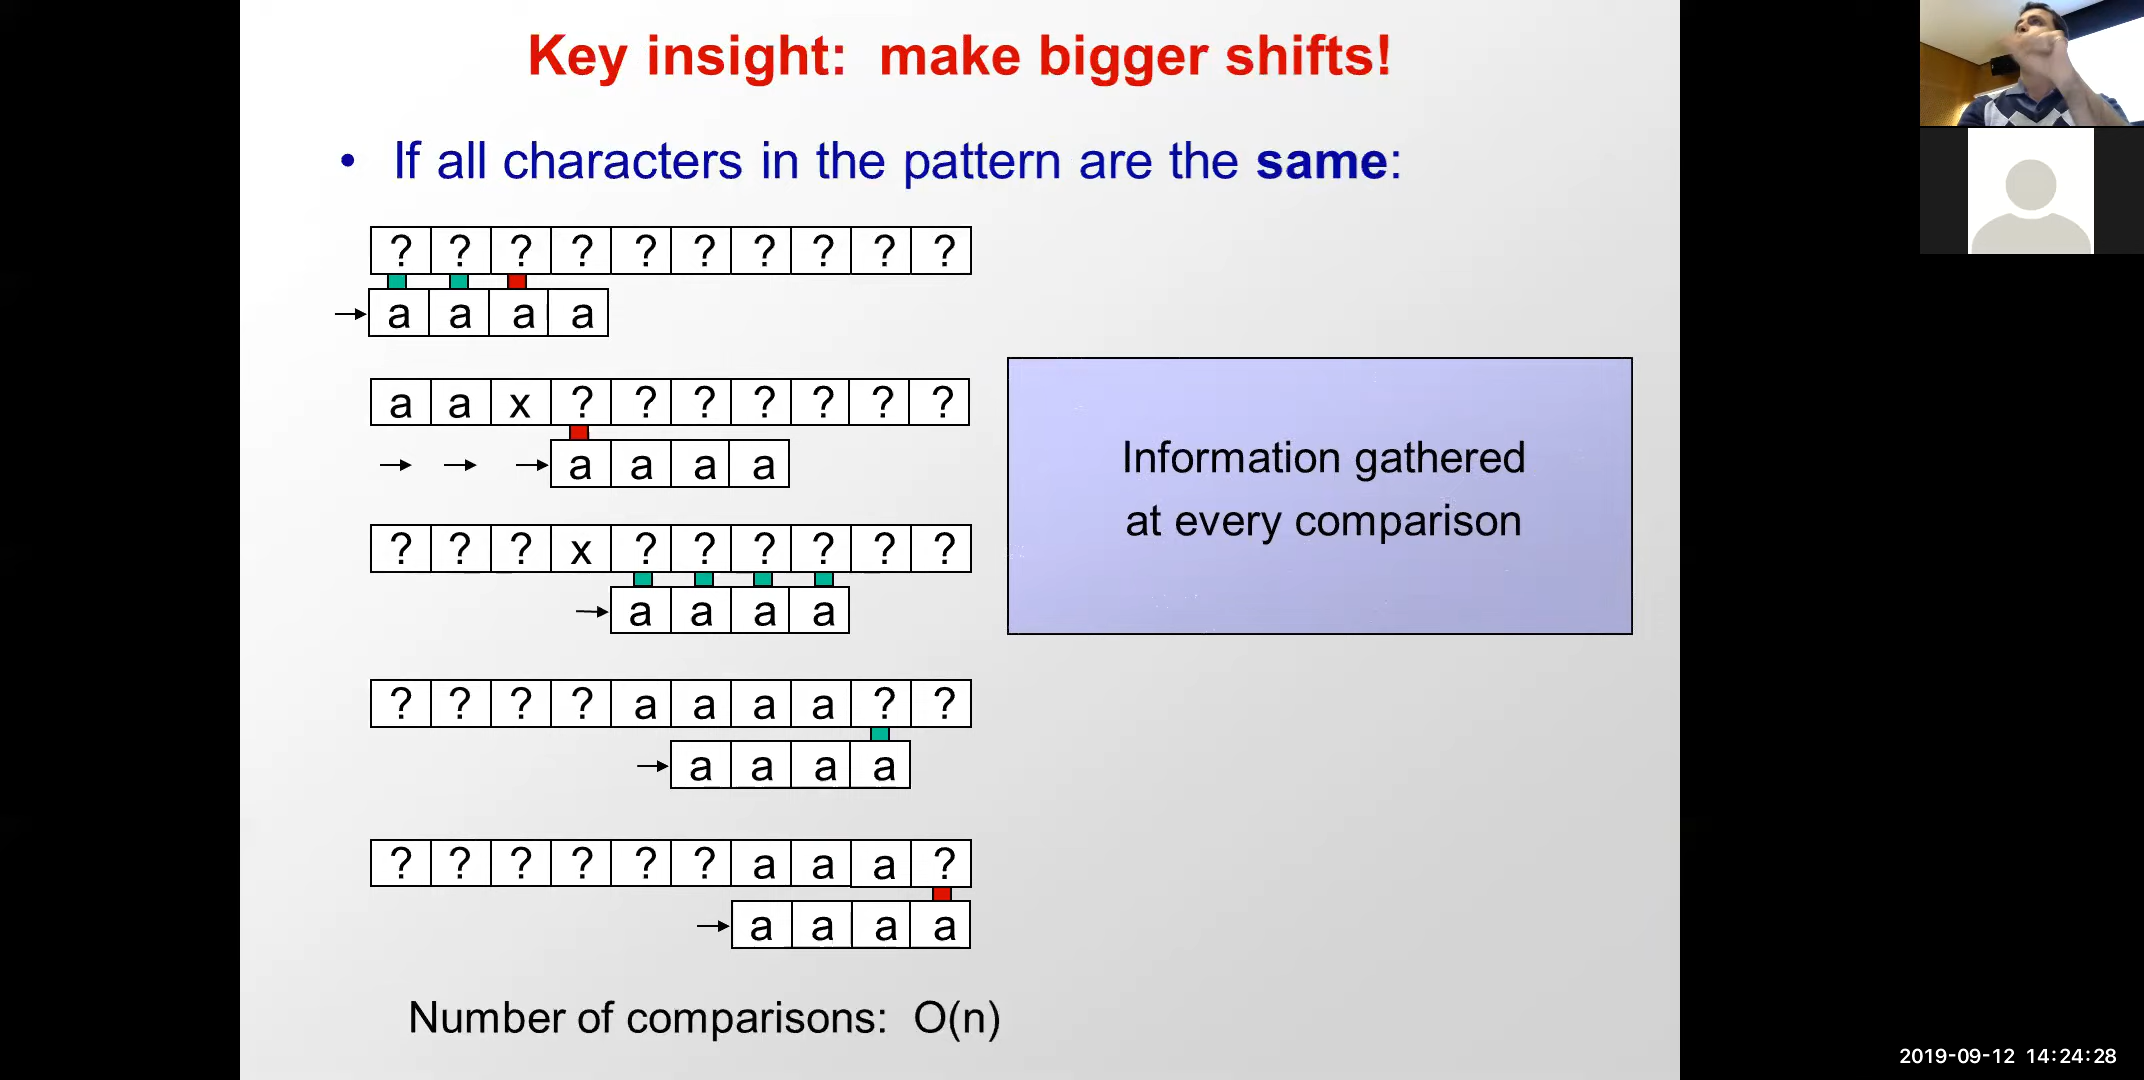 Key insight: make bigger shifts!
• If all characters in the pattern are the same:
? ? ? ? ? ? ? ? ? ?
a a a a
a a x ? ? ? ? ? ? ?
a a a a
Information gathered
at every comparison
? ? ? x ? ? ? ? ? ?
a a a a
? ? ? ? a a a a ? ?
a a a a
? ? ? ? ? ? a a a ?
a a a a
Number of comparisons: O(n)
2019-09-12 14:24:28